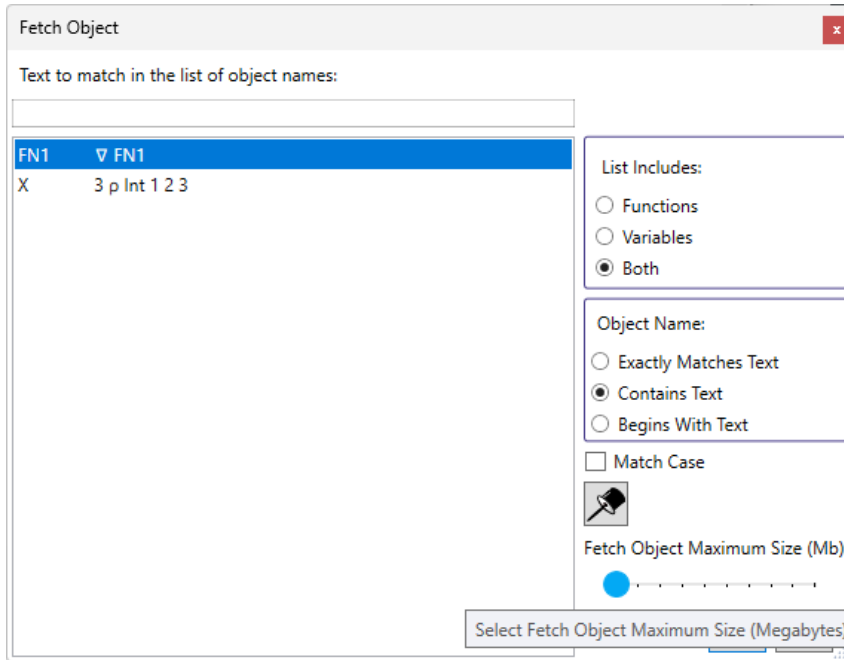 Fetch Object
x
Text to match in the list of object names:
FN1 ∇ FN1
X 3 ρ Int 1 2 3
List Includes:
Functions
Variables
Both
Object Name:
Exactly Matches Text
Contains Text
Begins With Text
Match Case
Fetch Object Maximum Size (Mb)
Select Fetch Object Maximum Size (Megabytes)